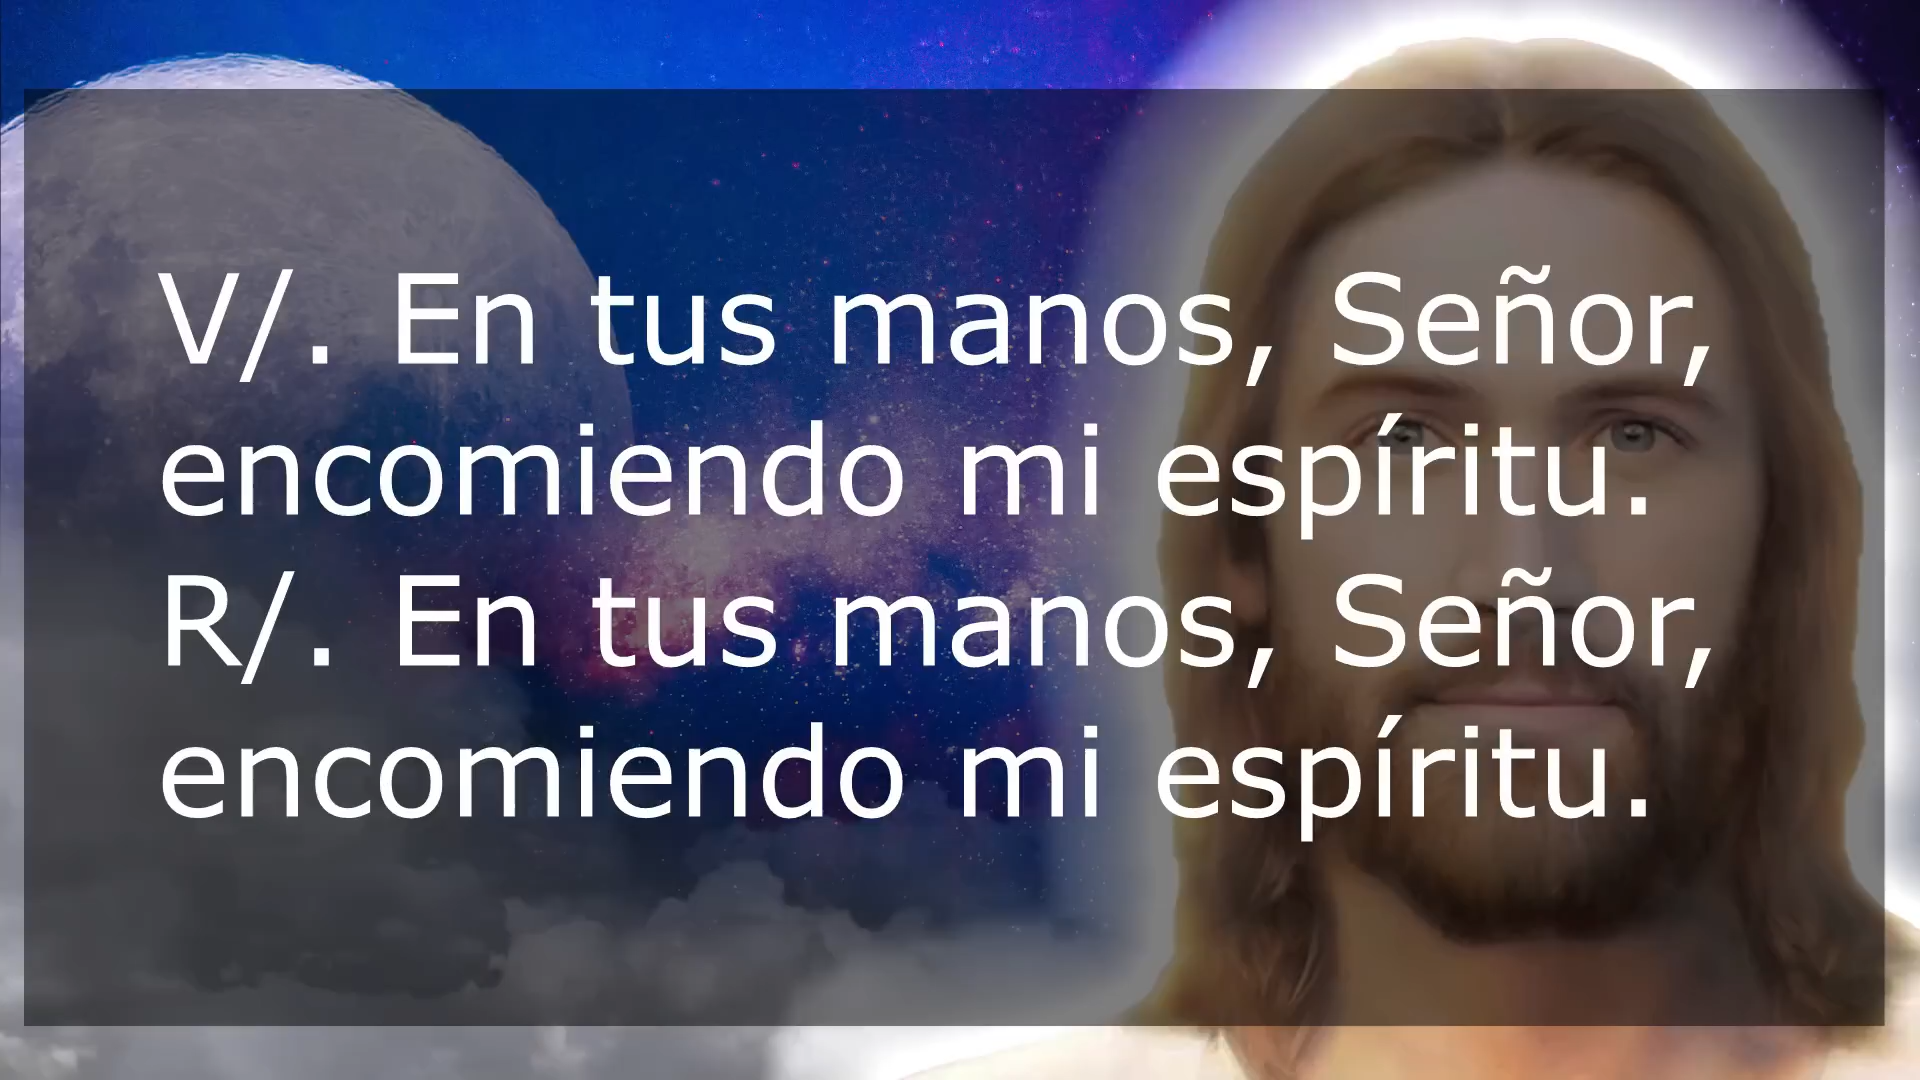 V/. En tus manos, Señor,
encomiendo mi espíritu.
R/. En tus manos, Señor,
encomiendo mi espíritu.